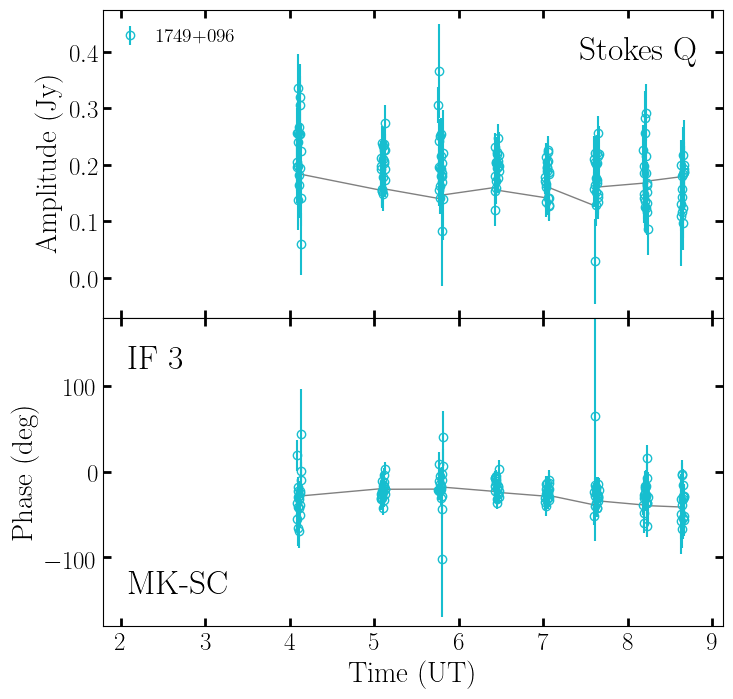 1749+096
Stokes Q
Amplitude (Jy)
0.4
0.3
0.2
0.1
0.0
IF 3
Phase (deg)
100
0
−100
MK-SC
2 3 4 5 6 7 8 9
Time (UT)